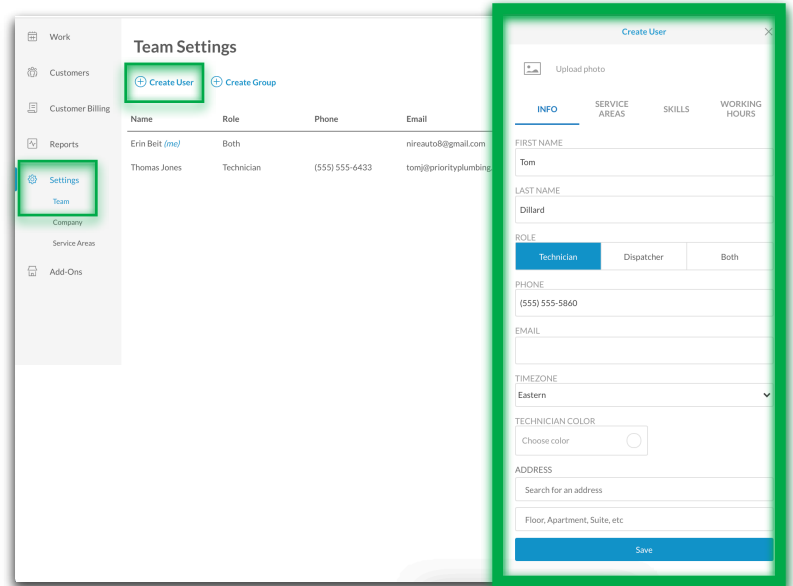 Work
Customers
Customer Billing
Reports
Settings
Team
Company
Service Areas
Add-Ons
Team Settings
Create User
Create Group
Name Role Phone Email
Erin Beit (me) Both nireauto8@gmail.com
Thomas Jones Technician (555) 555-6433 tomj@priorityplumbing.
Create User
Upload photo
INFO SERVICE AREAS SKILLS WORKING HOURS
FIRST NAME
Tom
LAST NAME
Dillard
ROLE
Technician Dispatcher Both
PHONE
(555) 555-5860
EMAIL
TIMEZONE
Eastern
TECHNICIAN COLOR
Choose color
ADDRESS
Search for an address
Floor, Apartment, Suite, etc
Save